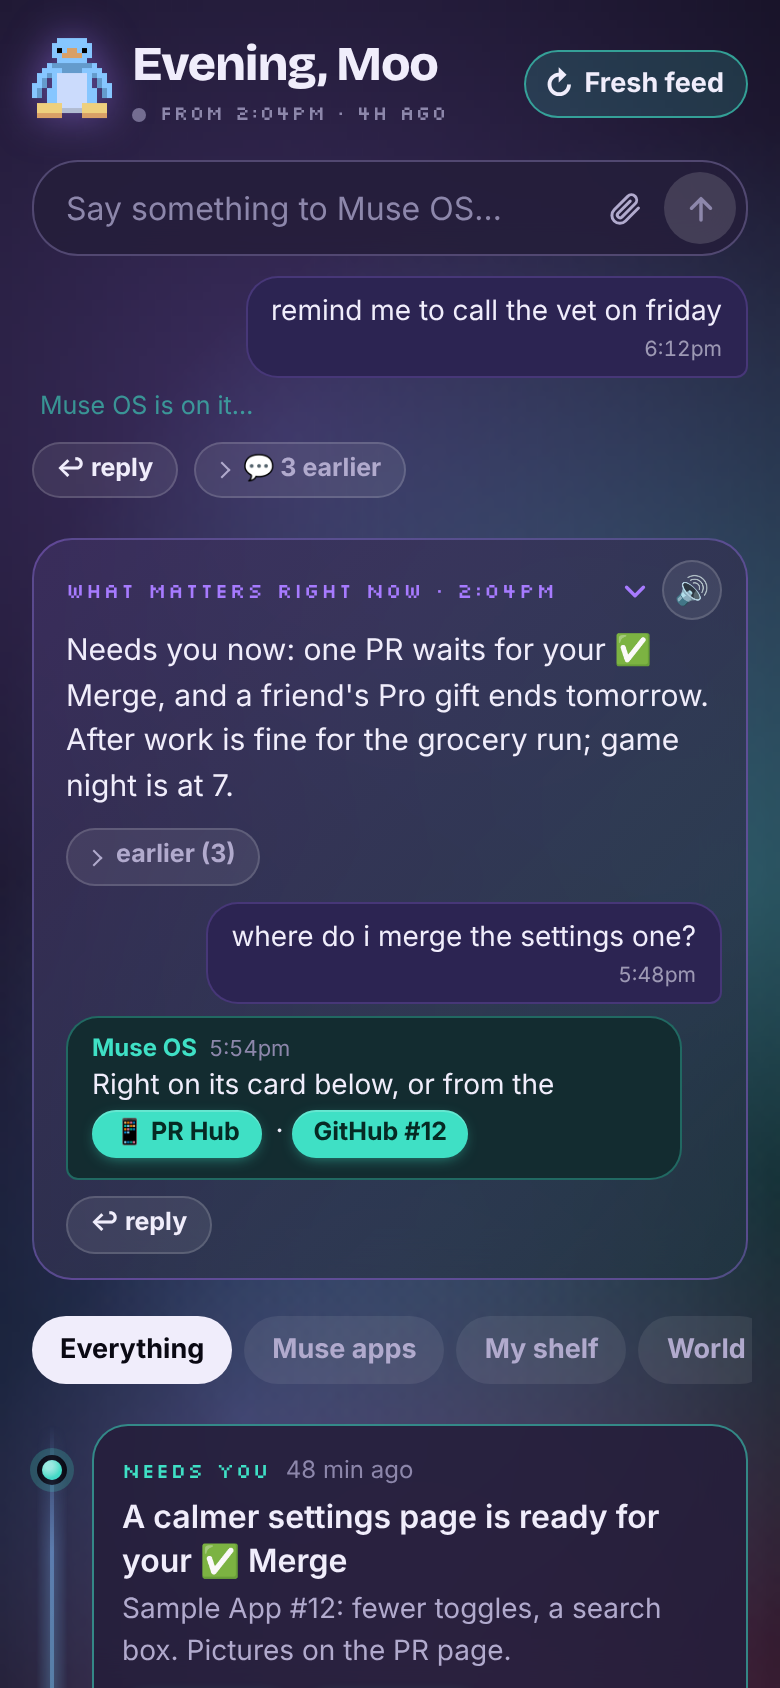 Evening, Moo
FROM 2:04PM · 4H AGO
Fresh feed
Say something to Muse OS...
remind me to call the vet on friday
6:12pm
Muse OS is on it...
↩ reply
💬 3 earlier
WHAT MATTERS RIGHT NOW · 2:04PM
Needs you now: one PR waits for your ✅
Merge, and a friend's Pro gift ends tomorrow.
After work is fine for the grocery run; game
night is at 7.
earlier (3)
where do i merge the settings one?
5:48pm
Muse OS 5:54pm
Right on its card below, or from the
📱 PR Hub · GitHub #12
↩ reply
Everything
Muse apps
My shelf
World
NEEDS YOU 48 min ago
A calmer settings page is ready for
your ✅ Merge
Sample App #12: fewer toggles, a search
box. Pictures on the PR page.